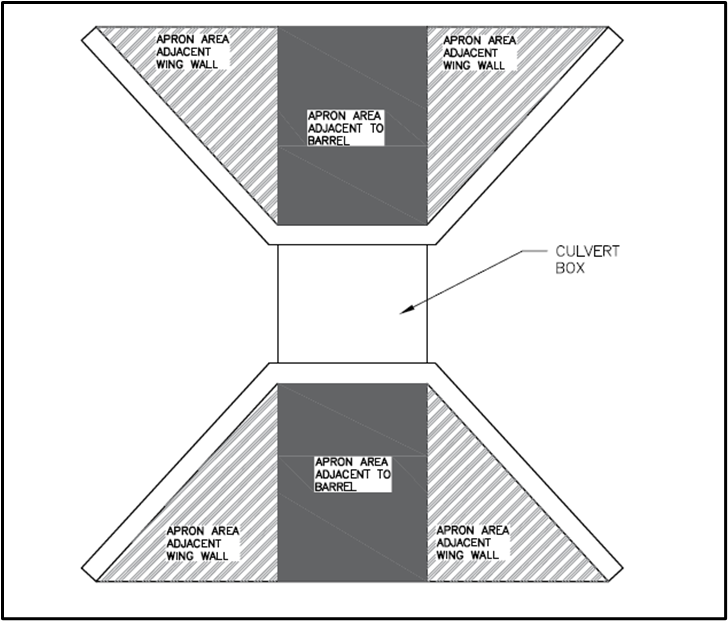 APRON AREA
ADJACENT
WING WALL
APRON AREA
ADJACENT
WING WALL
APRON AREA
ADJACENT TO
BARREL
CULVERT
BOX
APRON AREA
ADJACENT TO
BARREL
APRON AREA
ADJACENT
WING WALL
APRON AREA
ADJACENT
WING WALL